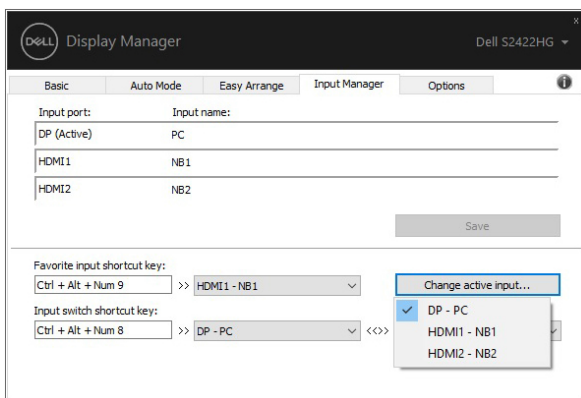 DELL Display Manager Dell S2422HG
x
Basic Auto Mode Easy Arrange Input Manager Options i
Input port: Input name:
DP (Active) PC
HDMI1 NB1
HDMI2 NB2
Save
Favorite input shortcut key:
Ctrl + Alt + Num 9 >> HDMI1 - NB1 Change active input...
Input switch shortcut key:
Ctrl + Alt + Num 8 >> DP - PC <<>>
DP - PC
HDMI1 - NB1
HDMI2 - NB2